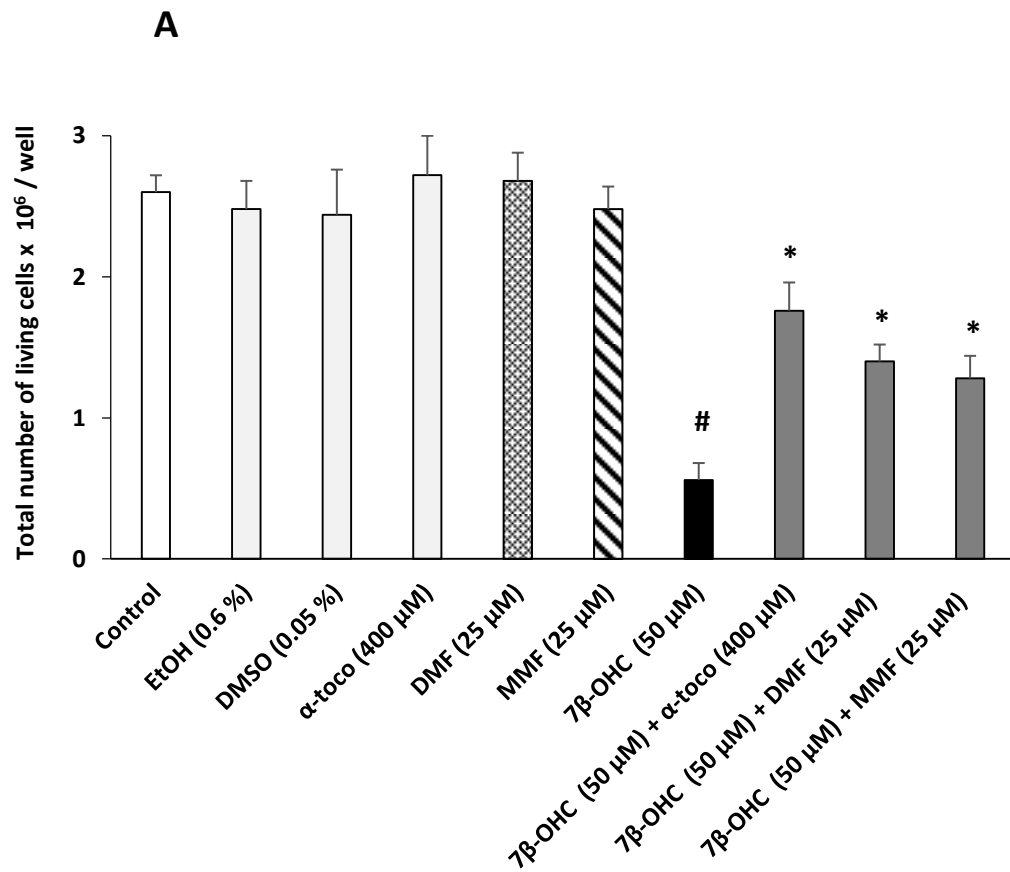 A
Total number of living cells x 10⁶ / well
3
2
1
0
*
*
*
#
Control
EtOH (0.6 %)
DMSO (0.05 %)
α-toco (400 µM)
DMF (25 µM)
MMF (25 µM)
7β-OHC (50 µM)
7β-OHC (50 µM) + α-toco (400 µM)
7β-OHC (50 µM) + DMF (25 µM)
7β-OHC (50 µM) + MMF (25 µM)